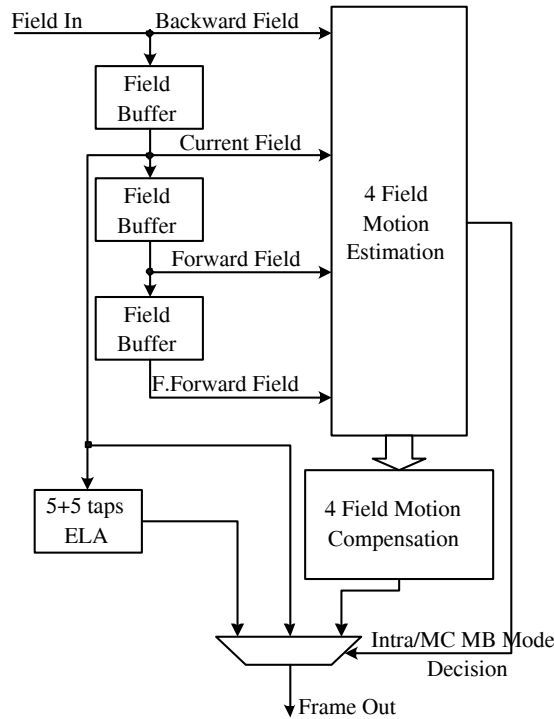 Field In
Backward Field
Field
Buffer
Current Field
Field
Buffer
4 Field
Motion
Estimation
Forward Field
Field
Buffer
F.Forward Field
5+5 taps
ELA
4 Field Motion
Compensation
Intra/MC MB Mode
Decision
Frame Out